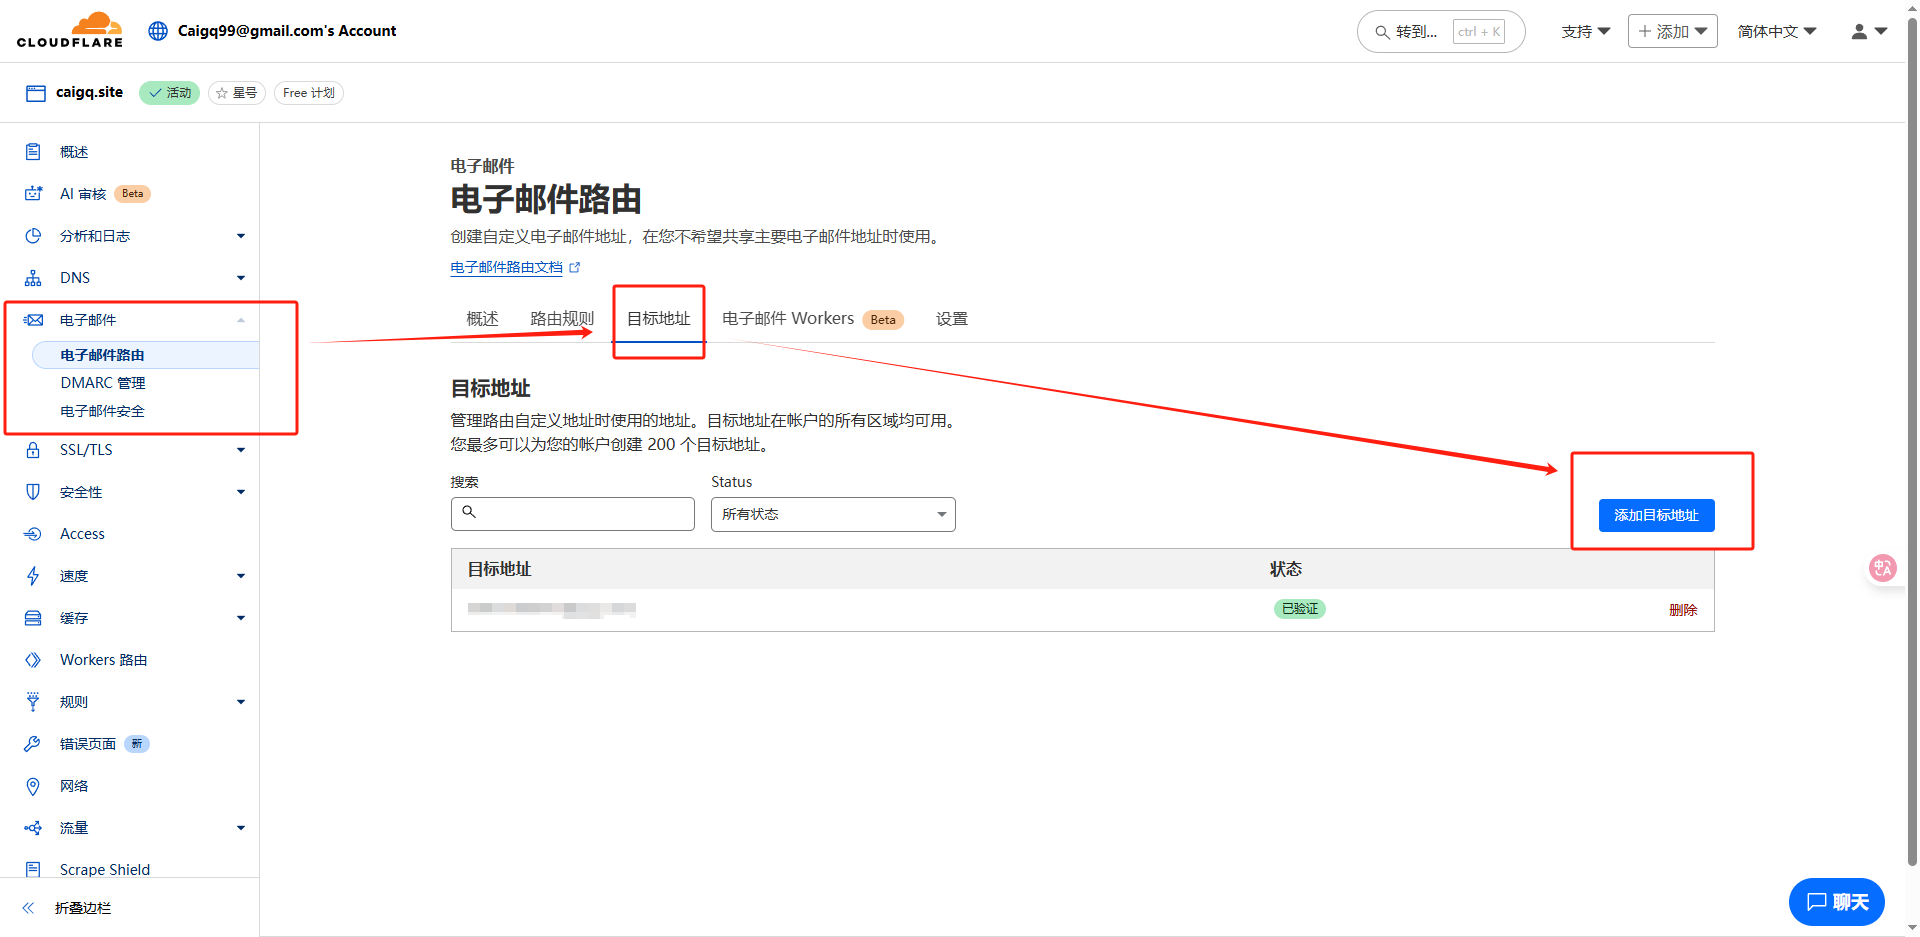 CLOUDFLARE
Caigq99@gmail.com's Account
转到...
ctrl + K
支持
添加
简体中文
caigq.site
活动
星号
Free 计划
概述
AI 审核 Beta
分析和日志
DNS
电子邮件
电子邮件路由
DMARC 管理
电子邮件安全
SSL/TLS
安全性
Access
速度
缓存
Workers 路由
规则
错误页面 新
网络
流量
Scrape Shield
折叠边栏
电子邮件
电子邮件路由
创建自定义电子邮件地址，在您不希望共享主要电子邮件地址时使用。
电子邮件路由文档
概述 路由规则 目标地址 电子邮件 Workers Beta 设置
目标地址
管理路由自定义地址时使用的地址。目标地址在帐户的所有区域均可用。
您最多可以为您的帐户创建 200 个目标地址。
搜索
Status
所有状态
添加目标地址
目标地址 状态
已验证 删除
中A
聊天